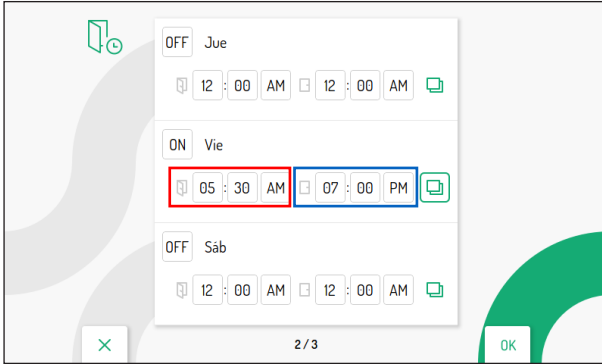 OFF Jue
12 : 00 AM 12 : 00 AM
ON Vie
05 : 30 AM 07 : 00 PM
OFF Sáb
12 : 00 AM 12 : 00 AM
2 / 3
OK